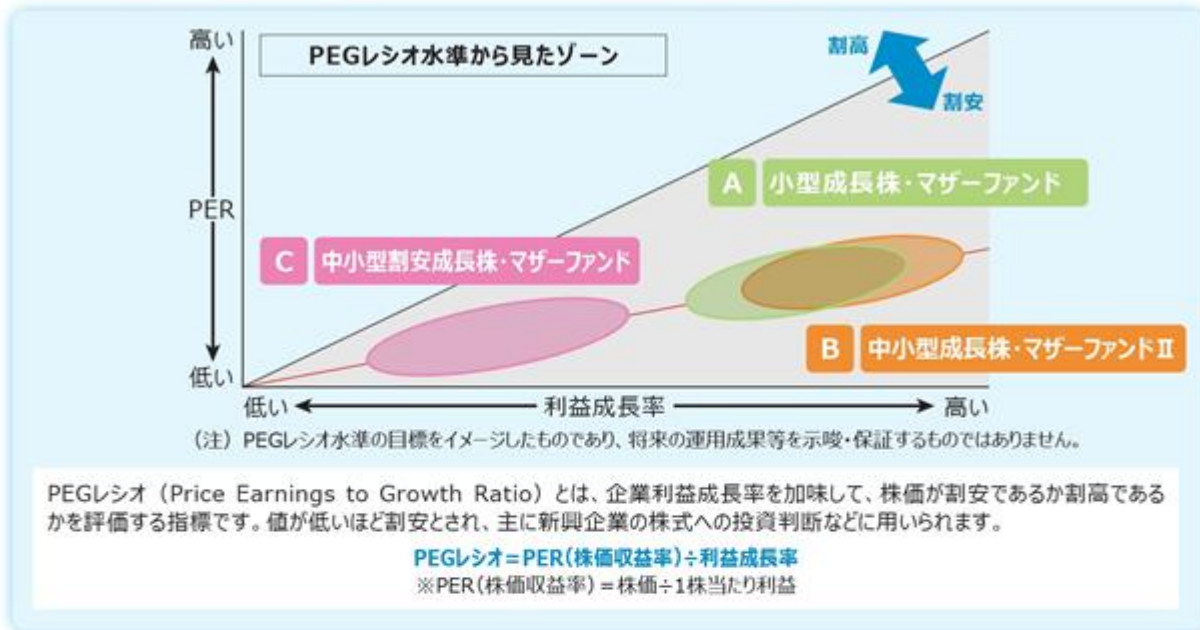 高い
PEGレシオ水準から見たゾーン
割高
割安
A 小型成長株・マザーファンド
PER
C 中小型割安成長株・マザーファンド
B 中小型成長株・マザーファンドⅡ
低い
低い 利益成長率 高い
(注) PEGレシオ水準の目標をイメージしたものであり、将来の運用成果等を示唆・保証するものではありません。
PEGレシオ(Price Earnings to Growth Ratio)とは、企業利益成長率を加味して、株価が割安であるか割高である
かを評価する指標です。値が低いほど割安とされ、主に新興企業の株式への投資判断などに用いられます。
PEGレシオ=PER(株価収益率)÷利益成長率
※PER(株価収益率)=株価÷1株当たり利益